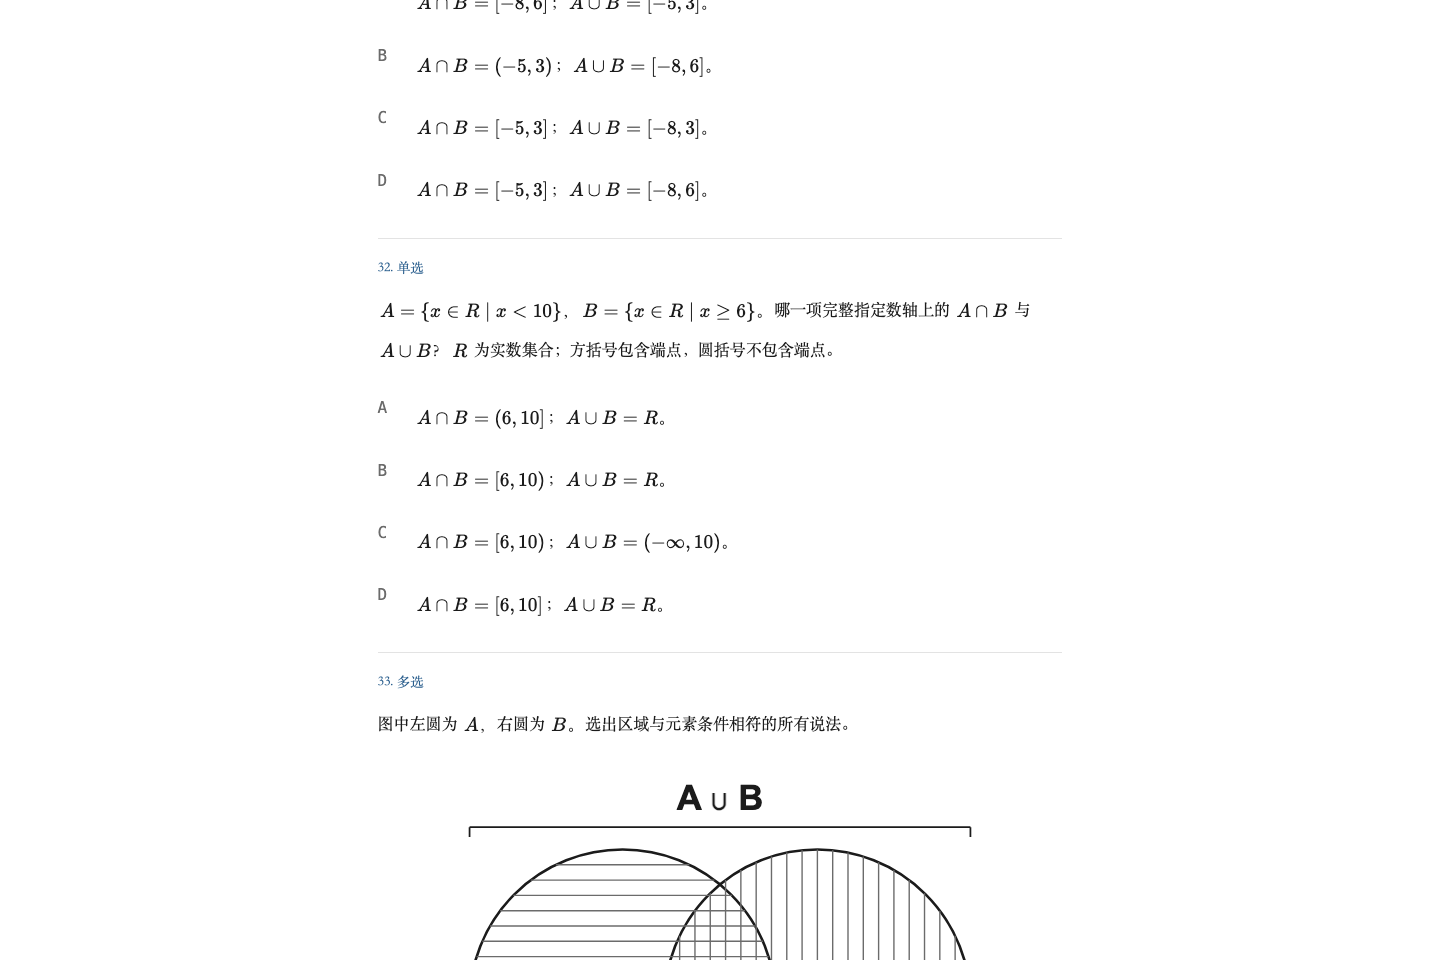 A ∩ B = [−8, 6]； A ∪ B = [−5, 3]。
B
A ∩ B = (−5, 3)； A ∪ B = [−8, 6]。
C
A ∩ B = [−5, 3]； A ∪ B = [−8, 3]。
D
A ∩ B = [−5, 3]； A ∪ B = [−8, 6]。
32. 单选
A = {x ∈ R | x < 10}， B = {x ∈ R | x ≥ 6}。哪一项完整指定数轴上的 A ∩ B 与
A ∪ B？ R 为实数集合；方括号包含端点，圆括号不包含端点。
A
A ∩ B = (6, 10]； A ∪ B = R。
B
A ∩ B = [6, 10)； A ∪ B = R。
C
A ∩ B = [6, 10)； A ∪ B = (−∞, 10)。
D
A ∩ B = [6, 10]； A ∪ B = R。
33. 多选
图中左圆为 A， 右圆为 B。选出区域与元素条件相符的所有说法。
A ∪ B